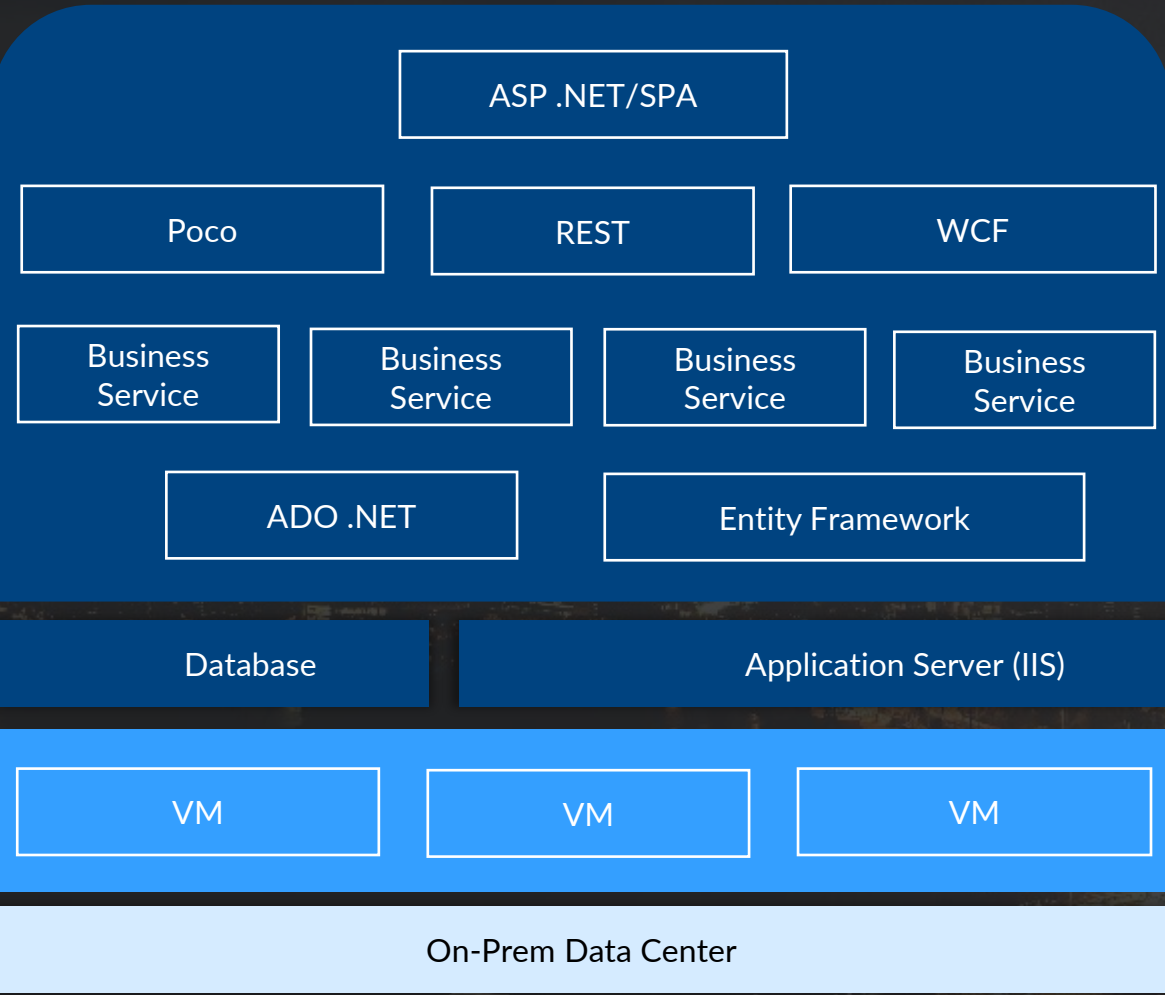 ASP .NET/SPA
Poco
REST
WCF
Business
Service
Business
Service
Business
Service
Business
Service
ADO .NET
Entity Framework
Database
Application Server (IIS)
VM
VM
VM
On-Prem Data Center